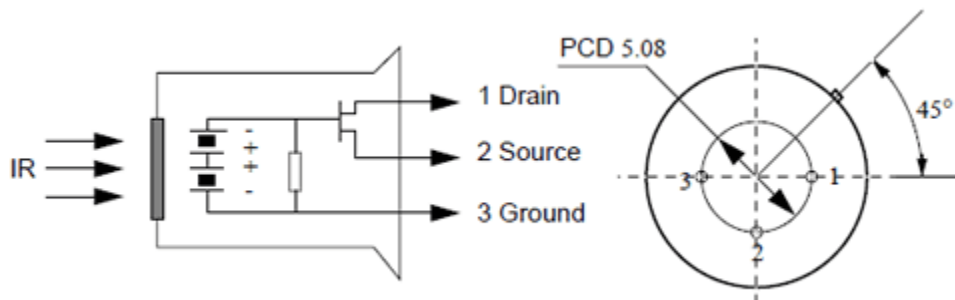 IR
-
+
+
-
1 Drain
2 Source
3 Ground
PCD 5.08
45°
3
1
2